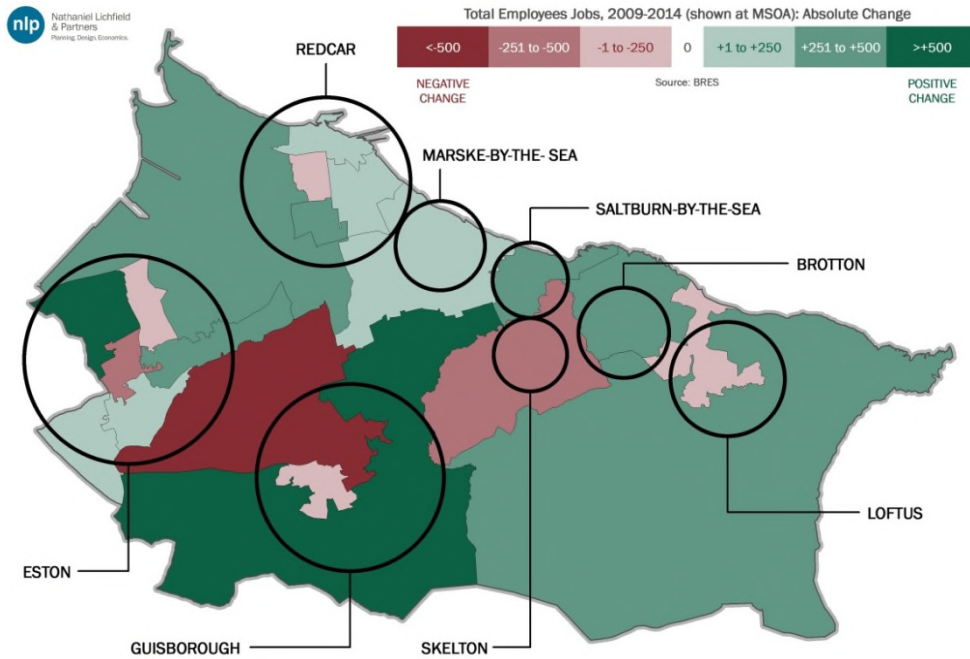 nlp
Nathaniel Lichfield
& Partners
Planning. Design. Economics.
Total Employees Jobs, 2009-2014 (shown at MSOA): Absolute Change
<-500
-251 to -500
-1 to -250
0
+1 to +250
+251 to +500
>+500
NEGATIVE
CHANGE
Source: BRES
POSITIVE
CHANGE
REDCAR
MARSKE-BY-THE- SEA
SALTBURN-BY-THE-SEA
BROTTON
LOFTUS
ESTON
GUISBOROUGH
SKELTON